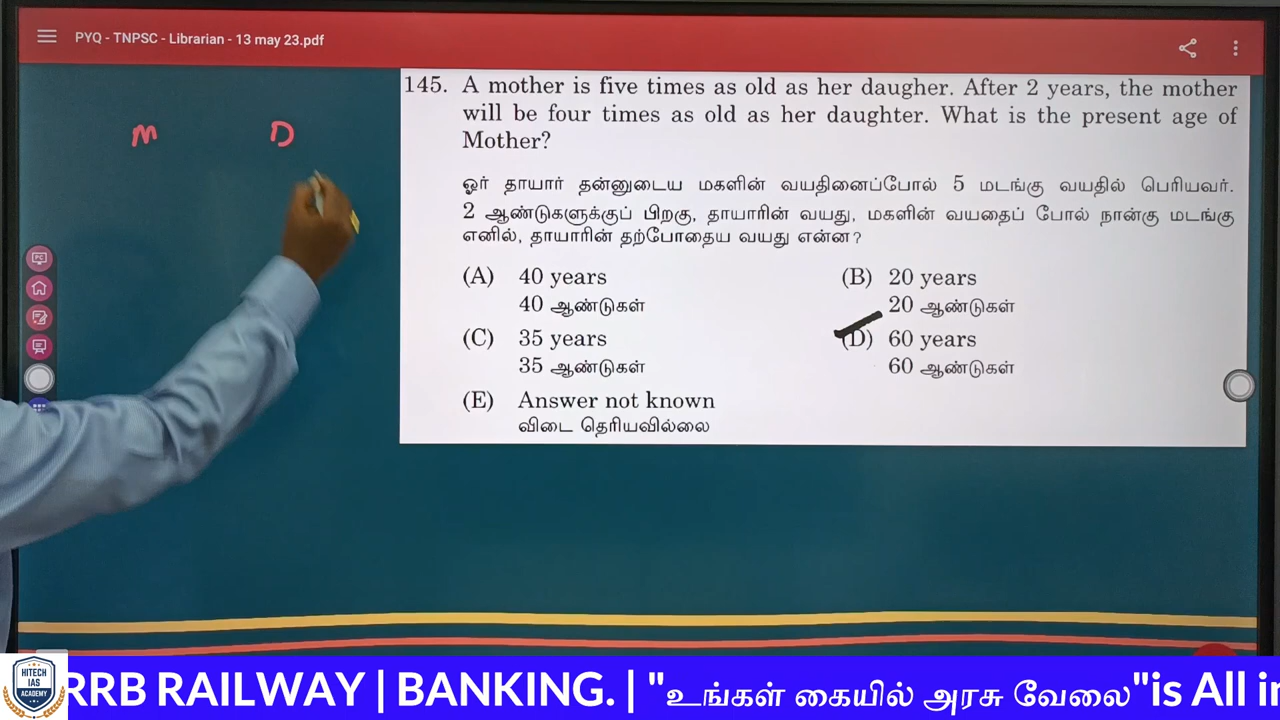 PYQ - TNPSC - Librarian - 13 may 23.pdf
M D
145. A mother is five times as old as her daugher. After 2 years, the mother
will be four times as old as her daughter. What is the present age of
Mother?
ஓர் தாயார் தன்னுடைய மகளின் வயதினைப்போல் 5 மடங்கு வயதில் பெரியவர்.
2 ஆண்டுகளுக்குப் பிறகு, தாயாரின் வயது, மகளின் வயதைப் போல் நான்கு மடங்கு
எனில், தாயாரின் தற்போதைய வயது என்ன?
(A) 40 years (B) 20 years
40 ஆண்டுகள் 20 ஆண்டுகள்
(C) 35 years (D) 60 years
35 ஆண்டுகள் 60 ஆண்டுகள்
(E) Answer not known
விடை தெரியவில்லை
HITECH
IAS
ACADEMY
RRB RAILWAY | BANKING. | "உங்கள் கையில் அரசு வேலை"is All in